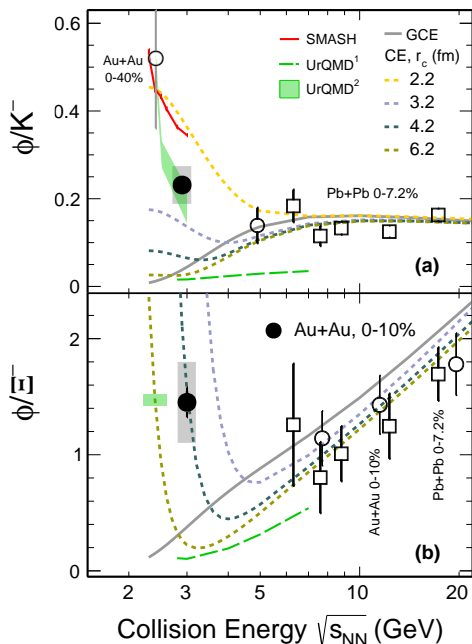 φ/K⁻
0.6
0.4
0.2
0
Au+Au
0-40%
SMASH
UrQMD¹
UrQMD²
GCE
CE, r_c (fm)
2.2
3.2
4.2
6.2
Pb+Pb 0-7.2%
(a)
φ/Ξ⁻
2
1
0
Au+Au, 0-10%
Au+Au 0-10%
Pb+Pb 0-7.2%
(b)
2 3 4 5 10 20
Collision Energy √s_NN (GeV)